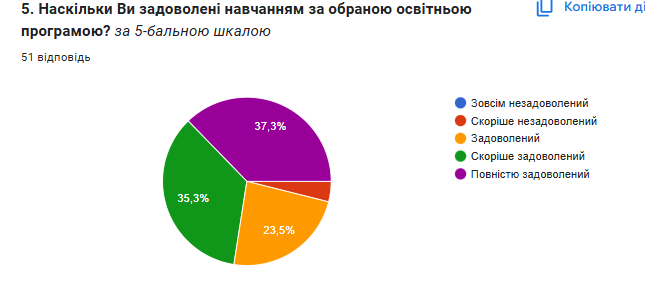 5. Наскільки Ви задоволені навчанням за обраною освітньою
програмою? за 5-бальною шкалою
Копіювати ді
51 відповідь
37,3%
35,3%
23,5%
Зовсім незадоволений
Скоріше незадоволений
Задоволений
Скоріше задоволений
Повністю задоволений